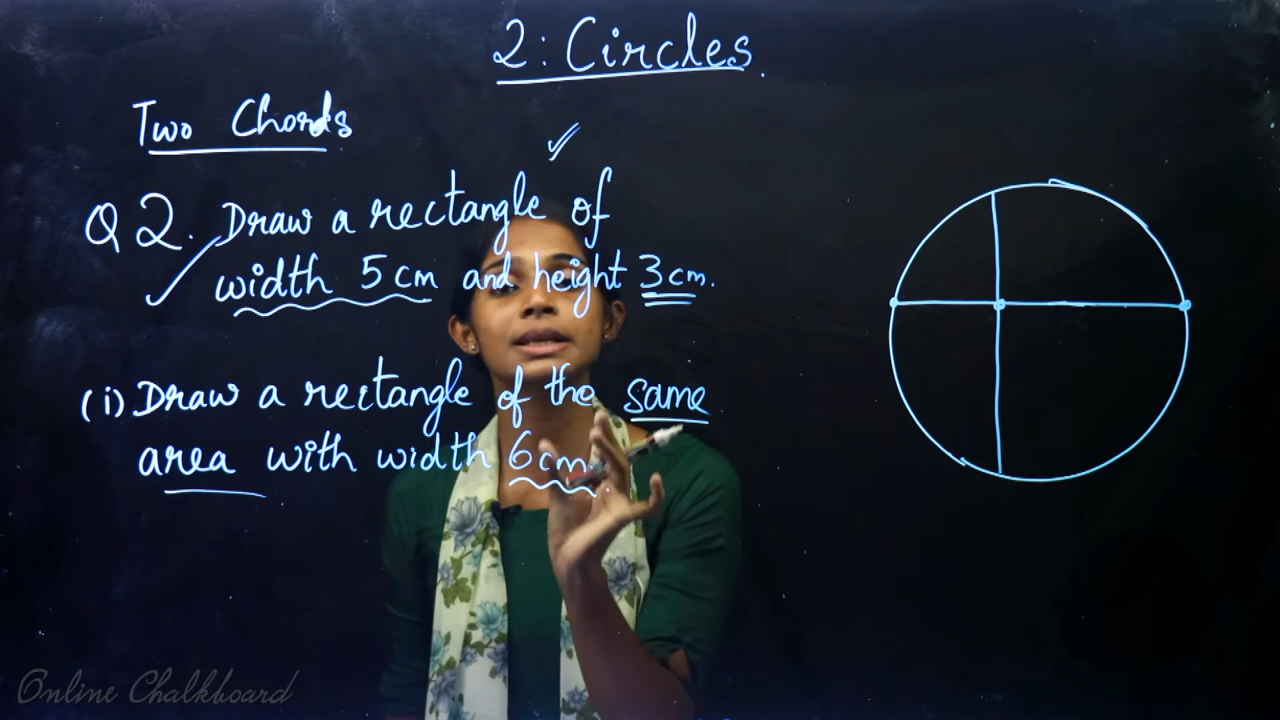 2: Circles.
Two Chords
Q2. Draw a rectangle of
width 5 cm and height 3 cm.
(i) Draw a rectangle of the same
area with width 6 cm.
Online Chalkboard